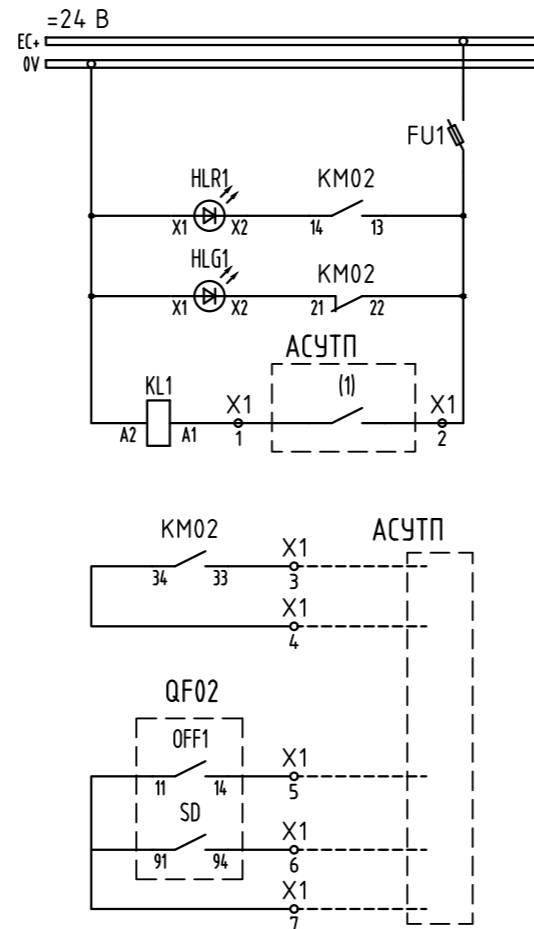 =24 В
EC+
0V
FU1
HLR1
KM02
X1
X2
14
13
HLG1
KM02
X1
X2
21
22
АСУТП
KL1
X1
(1)
X1
A2
A1
1
2
KM02
АСУТП
X1
34
33
3
X1
4
QF02
OFF1
X1
11
14
5
SD
X1
91
94
6
X1
7